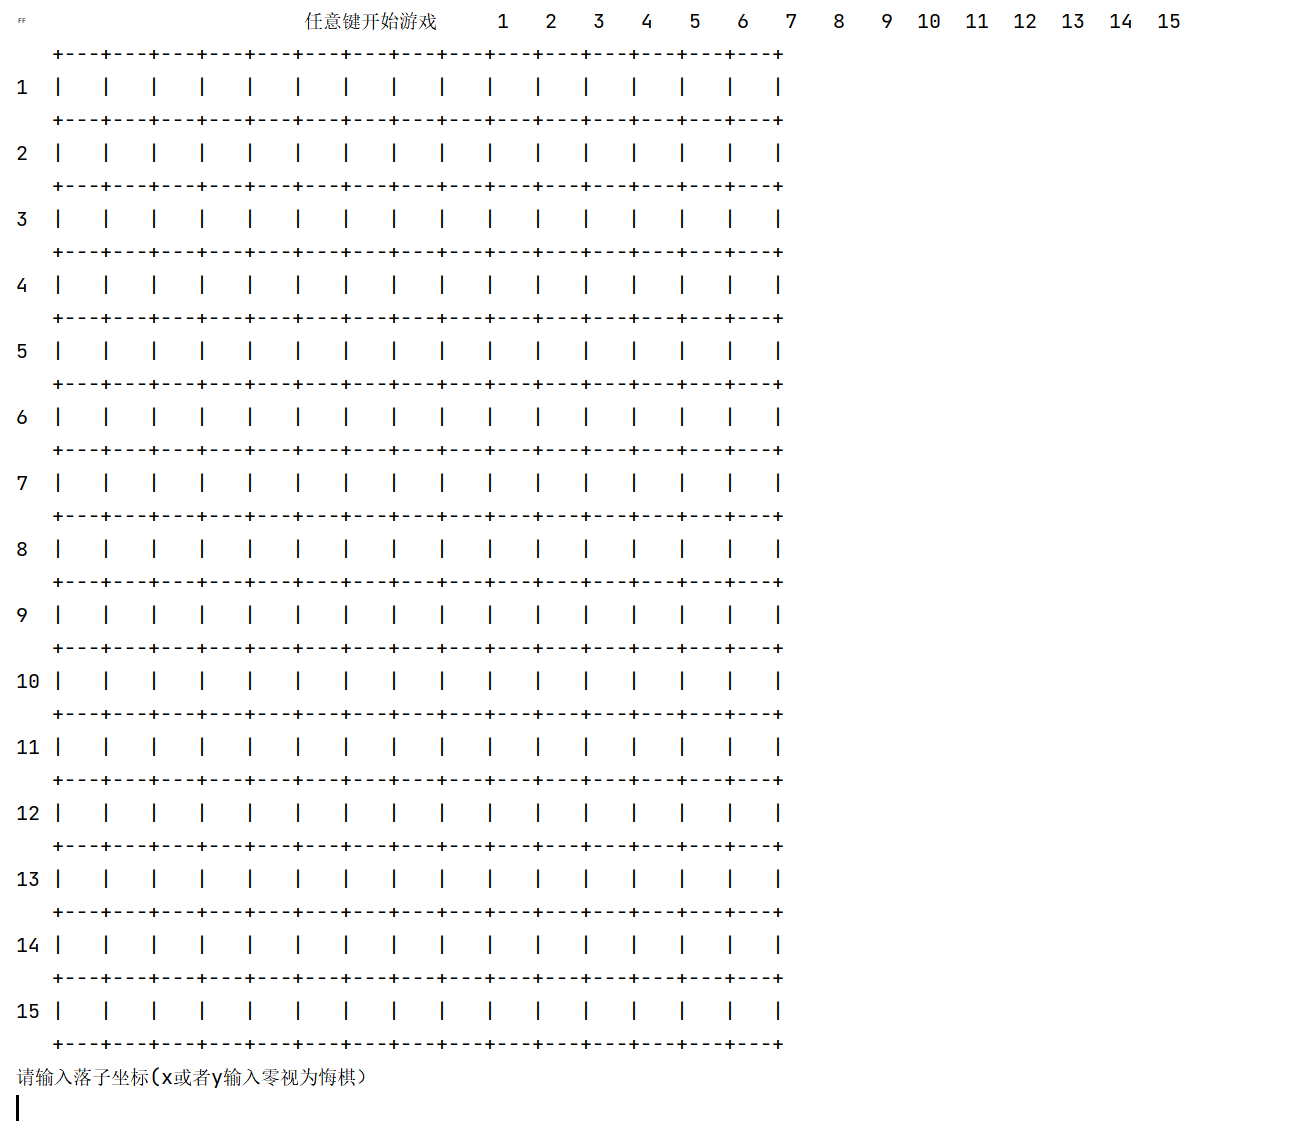 FF 任意键开始游戏     1   2   3   4   5   6   7   8   9  10  11  12  13  14  15
   +---+---+---+---+---+---+---+---+---+---+---+---+---+---+---+
1  |   |   |   |   |   |   |   |   |   |   |   |   |   |   |   |
   +---+---+---+---+---+---+---+---+---+---+---+---+---+---+---+
2  |   |   |   |   |   |   |   |   |   |   |   |   |   |   |   |
   +---+---+---+---+---+---+---+---+---+---+---+---+---+---+---+
3  |   |   |   |   |   |   |   |   |   |   |   |   |   |   |   |
   +---+---+---+---+---+---+---+---+---+---+---+---+---+---+---+
4  |   |   |   |   |   |   |   |   |   |   |   |   |   |   |   |
   +---+---+---+---+---+---+---+---+---+---+---+---+---+---+---+
5  |   |   |   |   |   |   |   |   |   |   |   |   |   |   |   |
   +---+---+---+---+---+---+---+---+---+---+---+---+---+---+---+
6  |   |   |   |   |   |   |   |   |   |   |   |   |   |   |   |
   +---+---+---+---+---+---+---+---+---+---+---+---+---+---+---+
7  |   |   |   |   |   |   |   |   |   |   |   |   |   |   |   |
   +---+---+---+---+---+---+---+---+---+---+---+---+---+---+---+
8  |   |   |   |   |   |   |   |   |   |   |   |   |   |   |   |
   +---+---+---+---+---+---+---+---+---+---+---+---+---+---+---+
9  |   |   |   |   |   |   |   |   |   |   |   |   |   |   |   |
   +---+---+---+---+---+---+---+---+---+---+---+---+---+---+---+
10 |   |   |   |   |   |   |   |   |   |   |   |   |   |   |   |
   +---+---+---+---+---+---+---+---+---+---+---+---+---+---+---+
11 |   |   |   |   |   |   |   |   |   |   |   |   |   |   |   |
   +---+---+---+---+---+---+---+---+---+---+---+---+---+---+---+
12 |   |   |   |   |   |   |   |   |   |   |   |   |   |   |   |
   +---+---+---+---+---+---+---+---+---+---+---+---+---+---+---+
13 |   |   |   |   |   |   |   |   |   |   |   |   |   |   |   |
   +---+---+---+---+---+---+---+---+---+---+---+---+---+---+---+
14 |   |   |   |   |   |   |   |   |   |   |   |   |   |   |   |
   +---+---+---+---+---+---+---+---+---+---+---+---+---+---+---+
15 |   |   |   |   |   |   |   |   |   |   |   |   |   |   |   |
   +---+---+---+---+---+---+---+---+---+---+---+---+---+---+---+
请输入落子坐标(x或者y输入零视为悔棋）